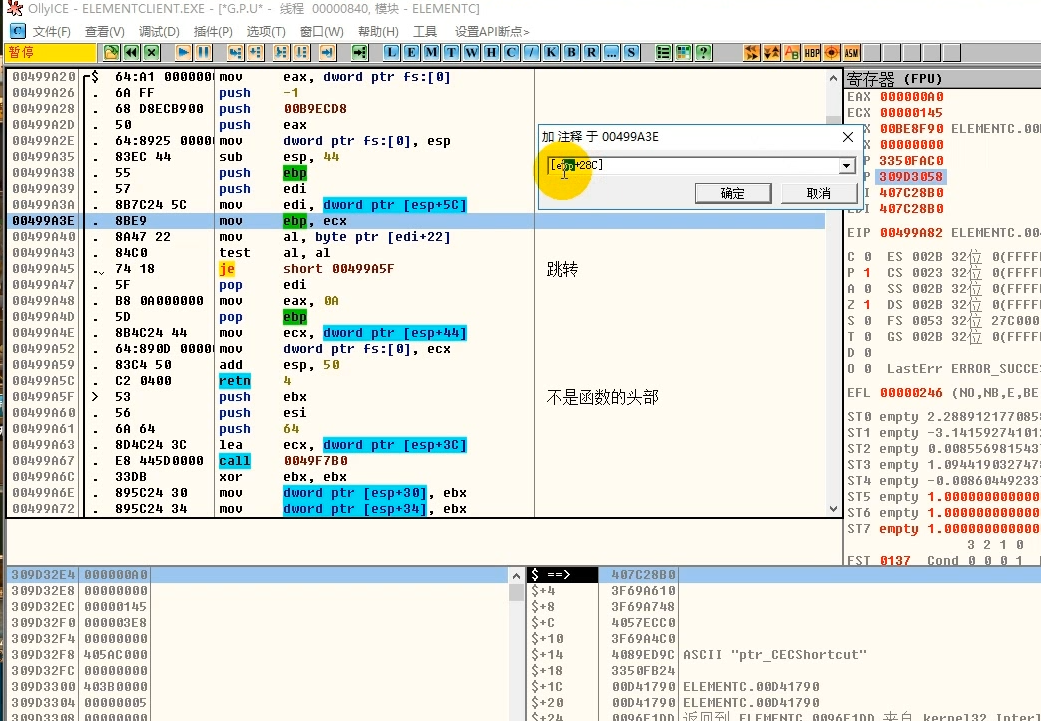 OllyICE - ELEMENTCLIENT.EXE - [*G.P.U* - 线程 00000840, 模块 - ELEMENTC]
C 文件(F) 查看(V) 调试(D) 插件(P) 选项(T) 窗口(W) 帮助(H) 工具 设置API断点>
暂停 L E M T W H C / K B R ... S ? HBP ASM
00499A20 $ 64:A1 000000 mov eax, dword ptr fs:[0]
00499A26 . 6A FF push -1
00499A28 . 68 D8ECB900 push 00B9ECD8
00499A2D . 50 push eax
00499A2E . 64:8925 0000 mov dword ptr fs:[0], esp
00499A35 . 83EC 44 sub esp, 44
00499A38 . 55 push ebp
00499A39 . 57 push edi
00499A3A . 8B7C24 5C mov edi, dword ptr [esp+5C]
00499A3E . 8BE9 mov ebp, ecx
00499A40 . 8A47 22 mov al, byte ptr [edi+22]
00499A43 . 84C0 test al, al
00499A45 . 74 18 je short 00499A5F 跳转
00499A47 . 5F pop edi
00499A48 . B8 0A000000 mov eax, 0A
00499A4D . 5D pop ebp
00499A4E . 8B4C24 44 mov ecx, dword ptr [esp+44]
00499A52 . 64:890D 0000 mov dword ptr fs:[0], ecx
00499A59 . 83C4 50 add esp, 50
00499A5C . C2 0400 retn 4
00499A5F > 53 push ebx 不是函数的头部
00499A60 . 56 push esi
00499A61 . 6A 64 push 64
00499A63 . 8D4C24 3C lea ecx, dword ptr [esp+3C]
00499A67 . E8 445D0000 call 0049F7B0
00499A6C . 33DB xor ebx, ebx
00499A6E . 895C24 30 mov dword ptr [esp+30], ebx
00499A72 . 895C24 34 mov dword ptr [esp+34], ebx
加 注释 于 00499A3E
[ebp+28C]
确定 取消
寄存器 (FPU)
EAX 000000A0
ECX 00000145
X 00BE8F90 ELEMENTC.00
X 00000000
P 3350FAC0
P 309D3058
I 407C28B0
EDI 407C28B0
EIP 00499A82 ELEMENTC.00
C 0 ES 002B 32位 0(FFFF
P 1 CS 0023 32位 0(FFFF
A 0 SS 002B 32位 0(FFFF
Z 1 DS 002B 32位 0(FFFF
S 0 FS 0053 32位 27C000
T 0 GS 002B 32位 0(FFFF
D 0
O 0 LastErr ERROR_SUCCE
EFL 00000246 (NO,NB,E,BE
ST0 empty 2.288912177085
ST1 empty -3.14159274101
ST2 empty 0.008556981543
ST3 empty 1.094419032747
ST4 empty -0.00860449233
ST5 empty 1.000000000000
ST6 empty 1.000000000000
ST7 empty 1.000000000000
3 2 1 0
FST 0137 Cond 0 0 0 1
309D32E4 000000A0
309D32E8 00000000
309D32EC 00000145
309D32F0 000003E8
309D32F4 00000000
309D32F8 405AC000
309D32FC 00000000
309D3300 403B0000
309D3304 00000005
309D3308 00000000
$ ==> 407C28B0
$+4 3F69A610
$+8 3F69A748
$+C 4057ECC0
$+10 3F69A4C0
$+14 4089ED9C ASCII "ptr_CECShortcut"
$+18 3350FB24
$+1C 00D41790 ELEMENTC.00D41790
$+20 00D41790 ELEMENTC.00D41790
$+24 0096E1DD 返回到 ELEMENTC.0096E1DD 来自 kernel32.Interl